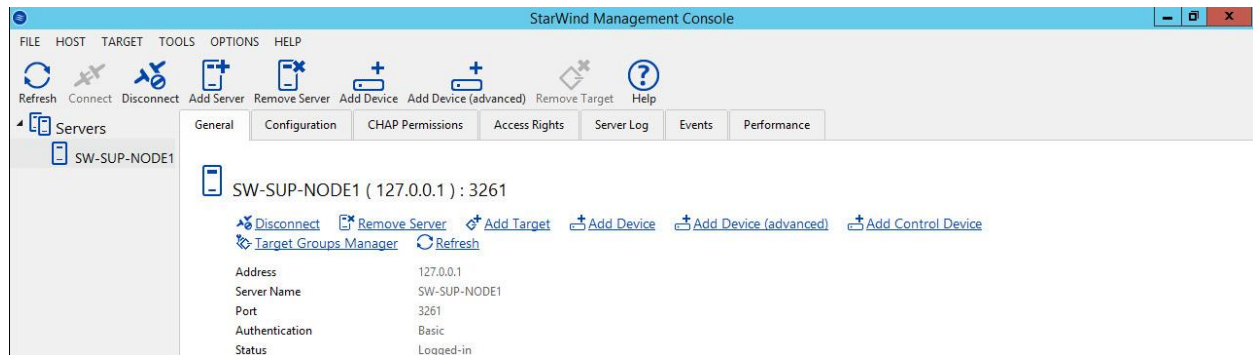 StarWind Management Console
FILE HOST TARGET TOOLS OPTIONS HELP
Refresh Connect Disconnect Add Server Remove Server Add Device Add Device (advanced) Remove Target Help
Servers
SW-SUP-NODE1
General Configuration CHAP Permissions Access Rights Server Log Events Performance
SW-SUP-NODE1 ( 127.0.0.1 ) : 3261
Disconnect Remove Server Add Target Add Device Add Device (advanced) Add Control Device
Target Groups Manager Refresh
Address 127.0.0.1
Server Name SW-SUP-NODE1
Port 3261
Authentication Basic
Status Logged-in